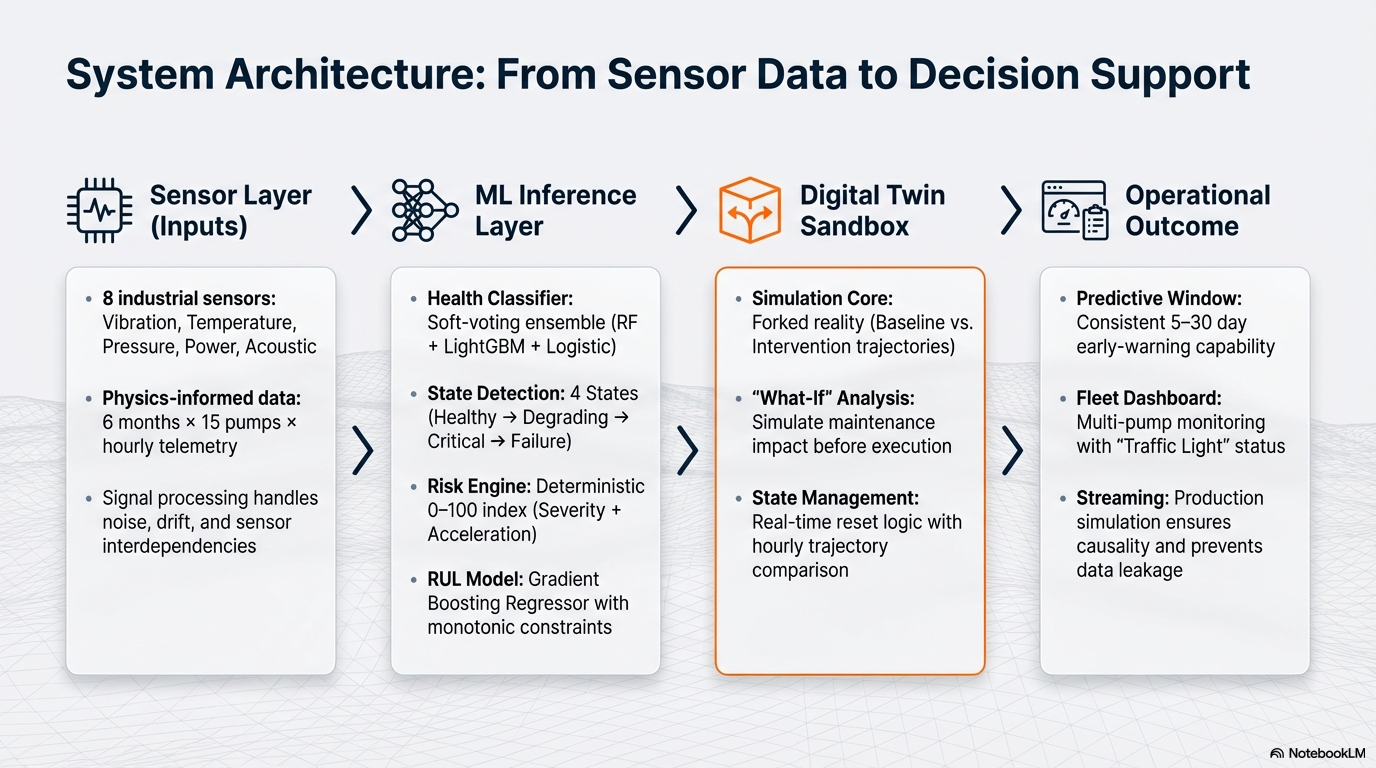 System Architecture: From Sensor Data to Decision Support
Sensor Layer
(Inputs)
• 8 industrial sensors:
Vibration, Temperature,
Pressure, Power, Acoustic
• Physics-informed data:
6 months × 15 pumps ×
hourly telemetry
• Signal processing handles
noise, drift, and sensor
interdependencies
ML Inference
Layer
• Health Classifier:
Soft-voting ensemble (RF
+ LightGBM + Logistic)
• State Detection: 4 States
(Healthy → Degrading →
Critical → Failure)
• Risk Engine: Deterministic
0–100 index (Severity +
Acceleration)
• RUL Model: Gradient
Boosting Regressor with
monotonic constraints
Digital Twin
Sandbox
• Simulation Core:
Forked reality (Baseline vs.
Intervention trajectories)
• “What-If” Analysis:
Simulate maintenance
impact before execution
• State Management:
Real-time reset logic with
hourly trajectory
comparison
Operational
Outcome
• Predictive Window:
Consistent 5–30 day
early-warning capability
• Fleet Dashboard:
Multi-pump monitoring
with “Traffic Light” status
• Streaming: Production
simulation ensures
causality and prevents
data leakage
NotebookLM